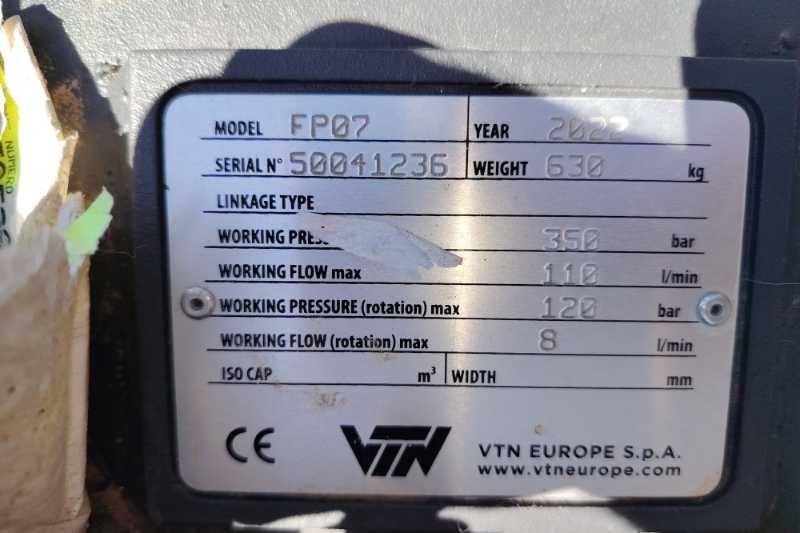 MODEL FP07 YEAR 2022
SERIAL N° 50041236 WEIGHT 630 kg
LINKAGE TYPE
WORKING 350 bar
WORKING FLOW max 110 l/min
WORKING PRESSURE (rotation) max 120 bar
WORKING FLOW (rotation) max 8 l/min
ISO CAP m³ WIDTH mm
CE VTN VTN EUROPE S.p.A.
www.vtneurope.com
NUMERO